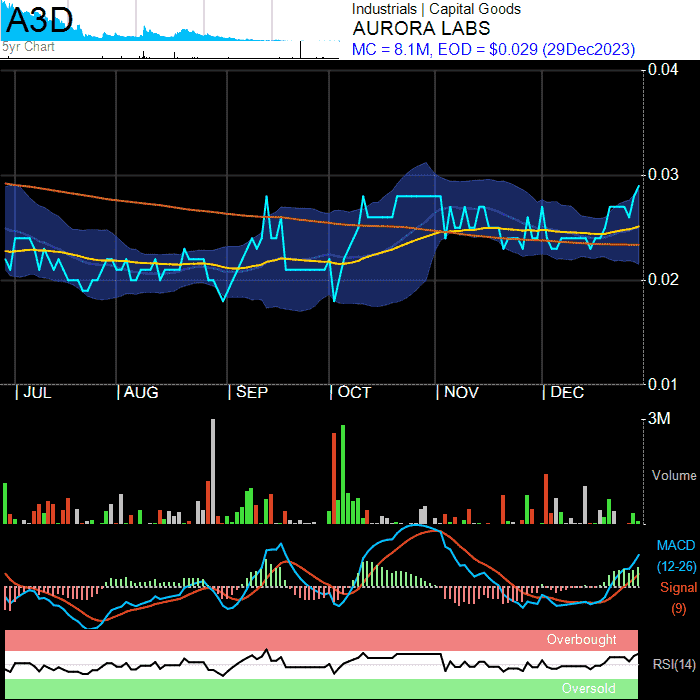 A3D
5yr Chart
Industrials | Capital Goods
AURORA LABS
MC = 8.1M, EOD = $0.029 (29Dec2023)
0.04
0.03
0.02
0.01
JUL AUG SEP OCT NOV DEC
3M
Volume
MACD
(12-26)
Signal
(9)
Overbought
RSI(14)
Oversold